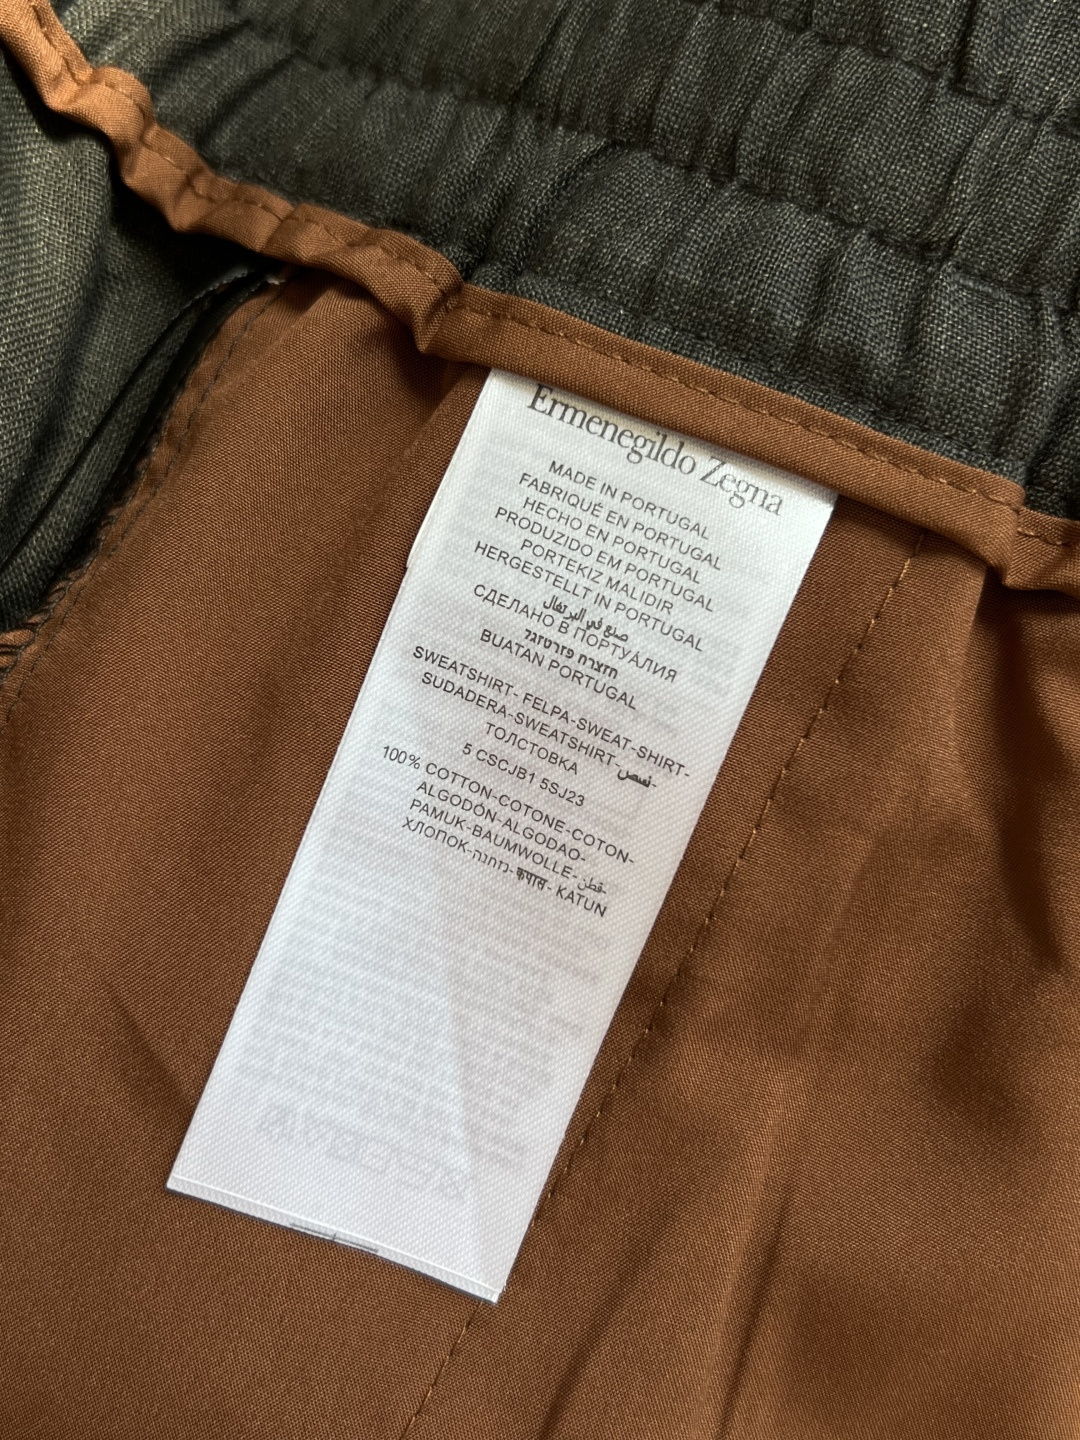 Ermenegildo Zegna
MADE IN PORTUGAL
FABRIQUÉ EN PORTUGAL
HECHO EN PORTUGAL
PRODUZIDO EM PORTUGAL
PORTEKIZ MALIDIR
HERGESTELLT IN PORTUGAL
صنع في البرتغال
СДЕЛАНО В ПОРТУГАЛИЯ
BUATAN PORTUGAL
SWEATSHIRT- FELPA-SWEAT-SHIRT-
SUDADERA-SWEATSHIRT-
ТОЛСТОВКА
5 CSCJB1 5SJ23
100% COTTON-COTONE-COTON-
ALGODÓN-ALGODAO-
PAMUK-BAUMWOLLE- قطن-
ХЛОПОК- कपास- KATUN